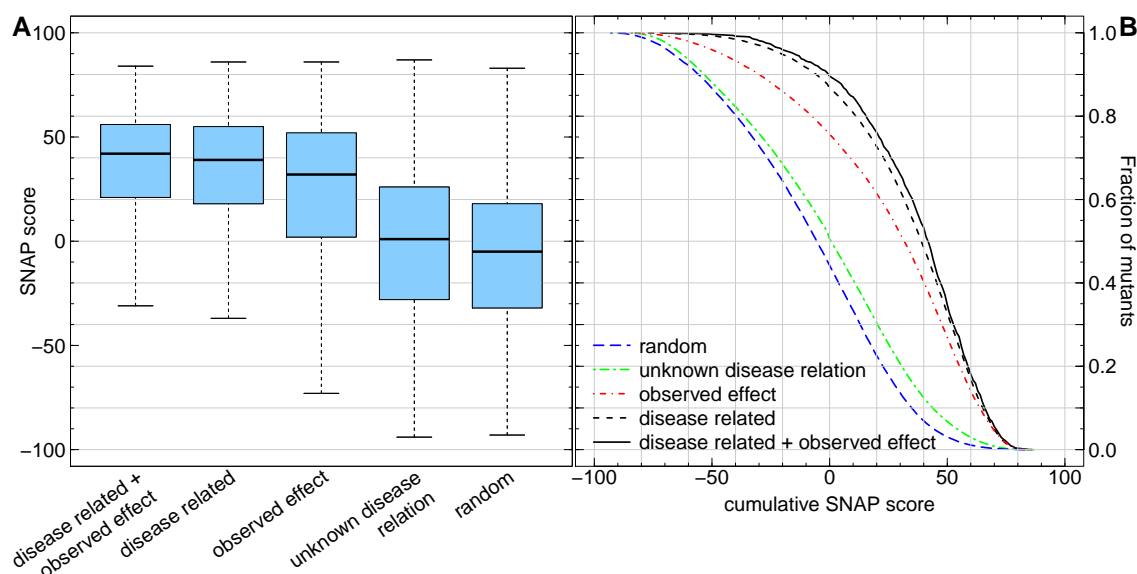 A
100
50
0
−50
−100
SNAP score
disease related +
observed effect
disease related
observed effect
unknown disease
relation
random
B
1.0
0.8
0.6
0.4
0.2
0.0
Fraction of mutants
random
unknown disease relation
observed effect
disease related
disease related + observed effect
−100
−50
0
50
100
cumulative SNAP score